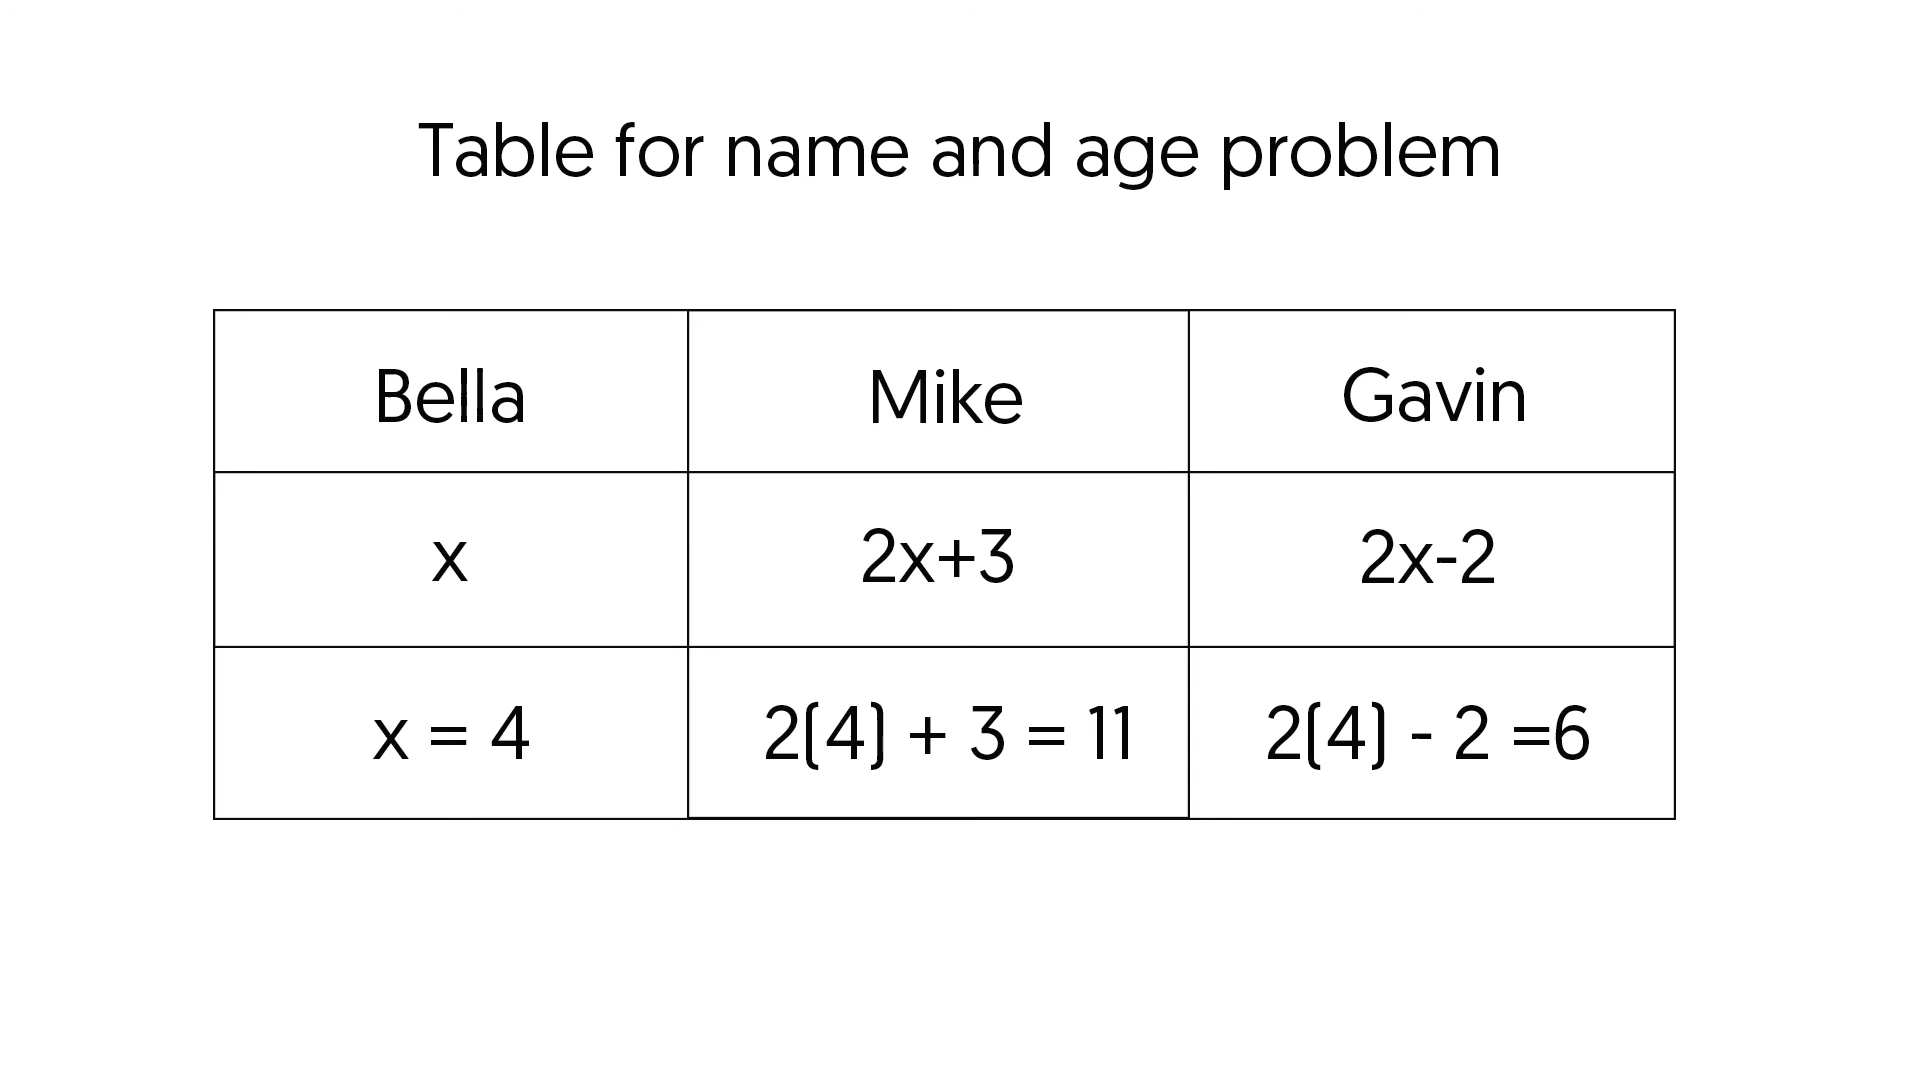 Table for name and age problem
Bella Mike Gavin
x 2x+3 2x-2
x = 4 2(4) + 3 = 11 2(4) - 2 =6